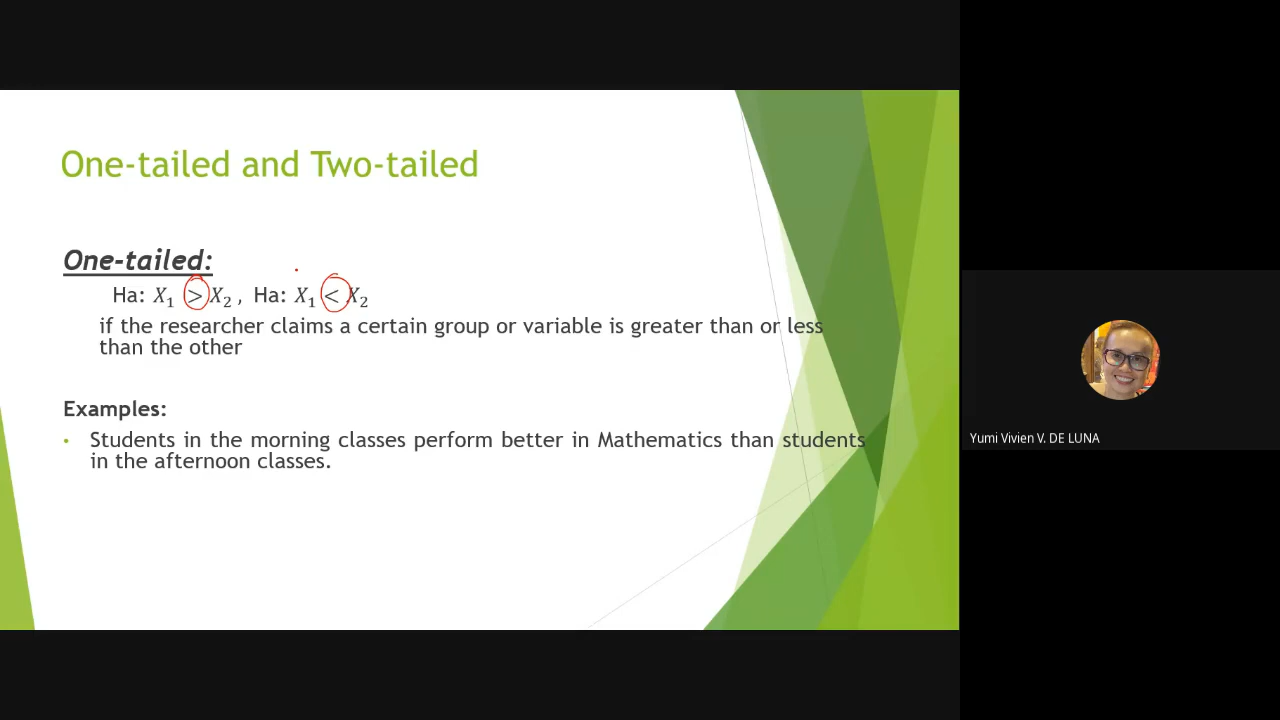 One-tailed and Two-tailed
One-tailed:
Ha: X₁ > X₂ , Ha: X₁ < X₂
if the researcher claims a certain group or variable is greater than or less
than the other
Examples:
• Students in the morning classes perform better in Mathematics than students
in the afternoon classes.
Yumi Vivien V. DE LUNA